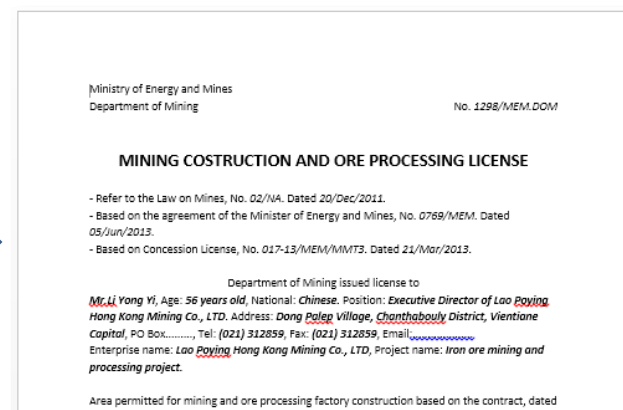 Ministry of Energy and Mines
Department of Mining No. 1298/MEM.DOM
MINING COSTRUCTION AND ORE PROCESSING LICENSE
- Refer to the Law on Mines, No. 02/NA. Dated 20/Dec/2011.
- Based on the agreement of the Minister of Energy and Mines, No. 0769/MEM. Dated
05/Jun/2013.
- Based on Concession License, No. 017-13/MEM/MMT3. Dated 21/Mar/2013.
Department of Mining issued license to
Mr.Li Yong Yi, Age: 56 years old, National: Chinese. Position: Executive Director of Lao Paying
Hong Kong Mining Co., LTD. Address: Dong Palep Village, Chanthabouly District, Vientiane
Capital, PO Box........., Tel: (021) 312859, Fax: (021) 312859, Email:
Enterprise name: Lao Paying Hong Kong Mining Co., LTD, Project name: Iron ore mining and
processing project.
Area permitted for mining and ore processing factory construction based on the contract, dated